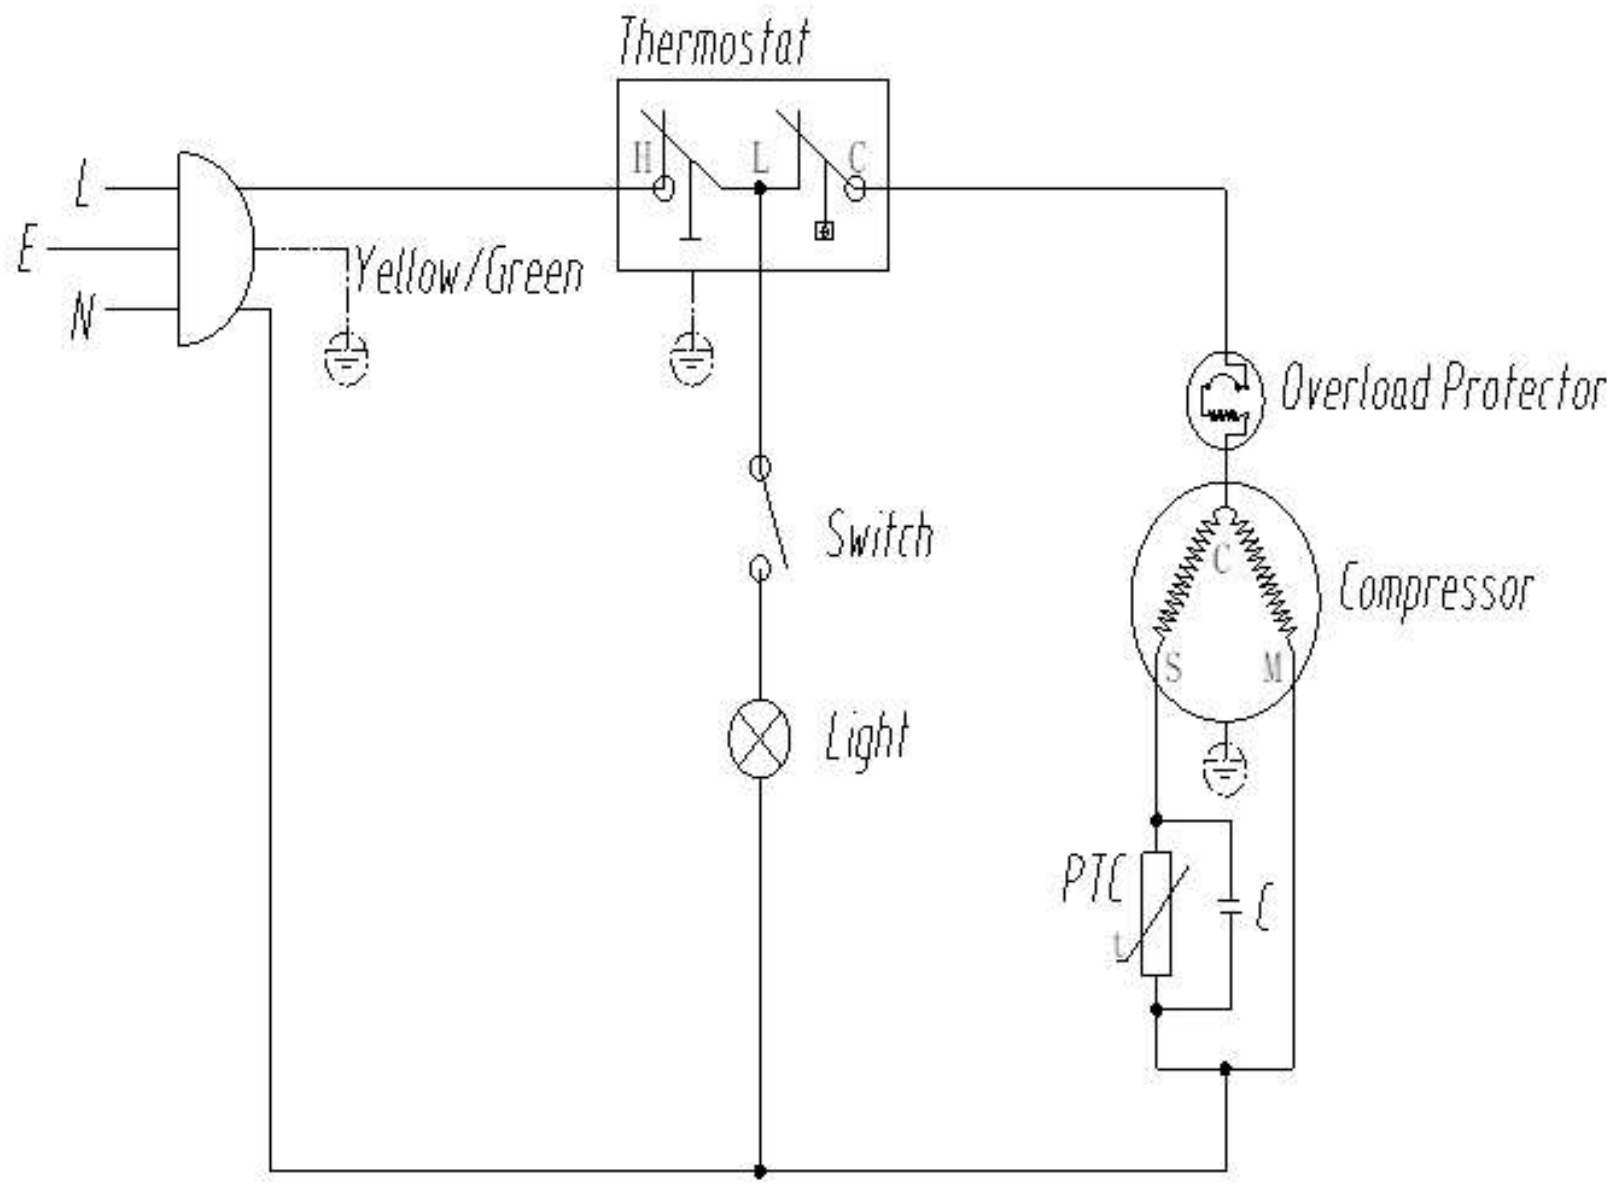 Thermostat
H L C
L
E
Yellow/Green
N
Overload Protector
Switch
C
Compressor
S M
Light
PTC
C
t